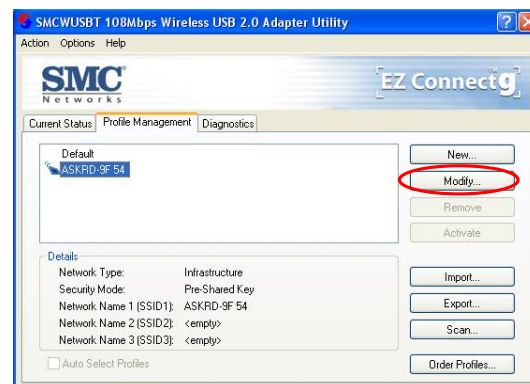 SMCWUSBT 108Mbps Wireless USB 2.0 Adapter Utility
Action Options Help
SMC
Networks
EZ Connect g
Current Status Profile Management Diagnostics
Default
ASKRD-9F 54
New...
Modify...
Remove
Activate
Details
Network Type: Infrastructure
Security Mode: Pre-Shared Key
Network Name 1 (SSID1): ASKRD-9F 54
Network Name 2 (SSID2): <empty>
Network Name 3 (SSID3): <empty>
Auto Select Profiles
Import...
Export...
Scan...
Order Profiles...